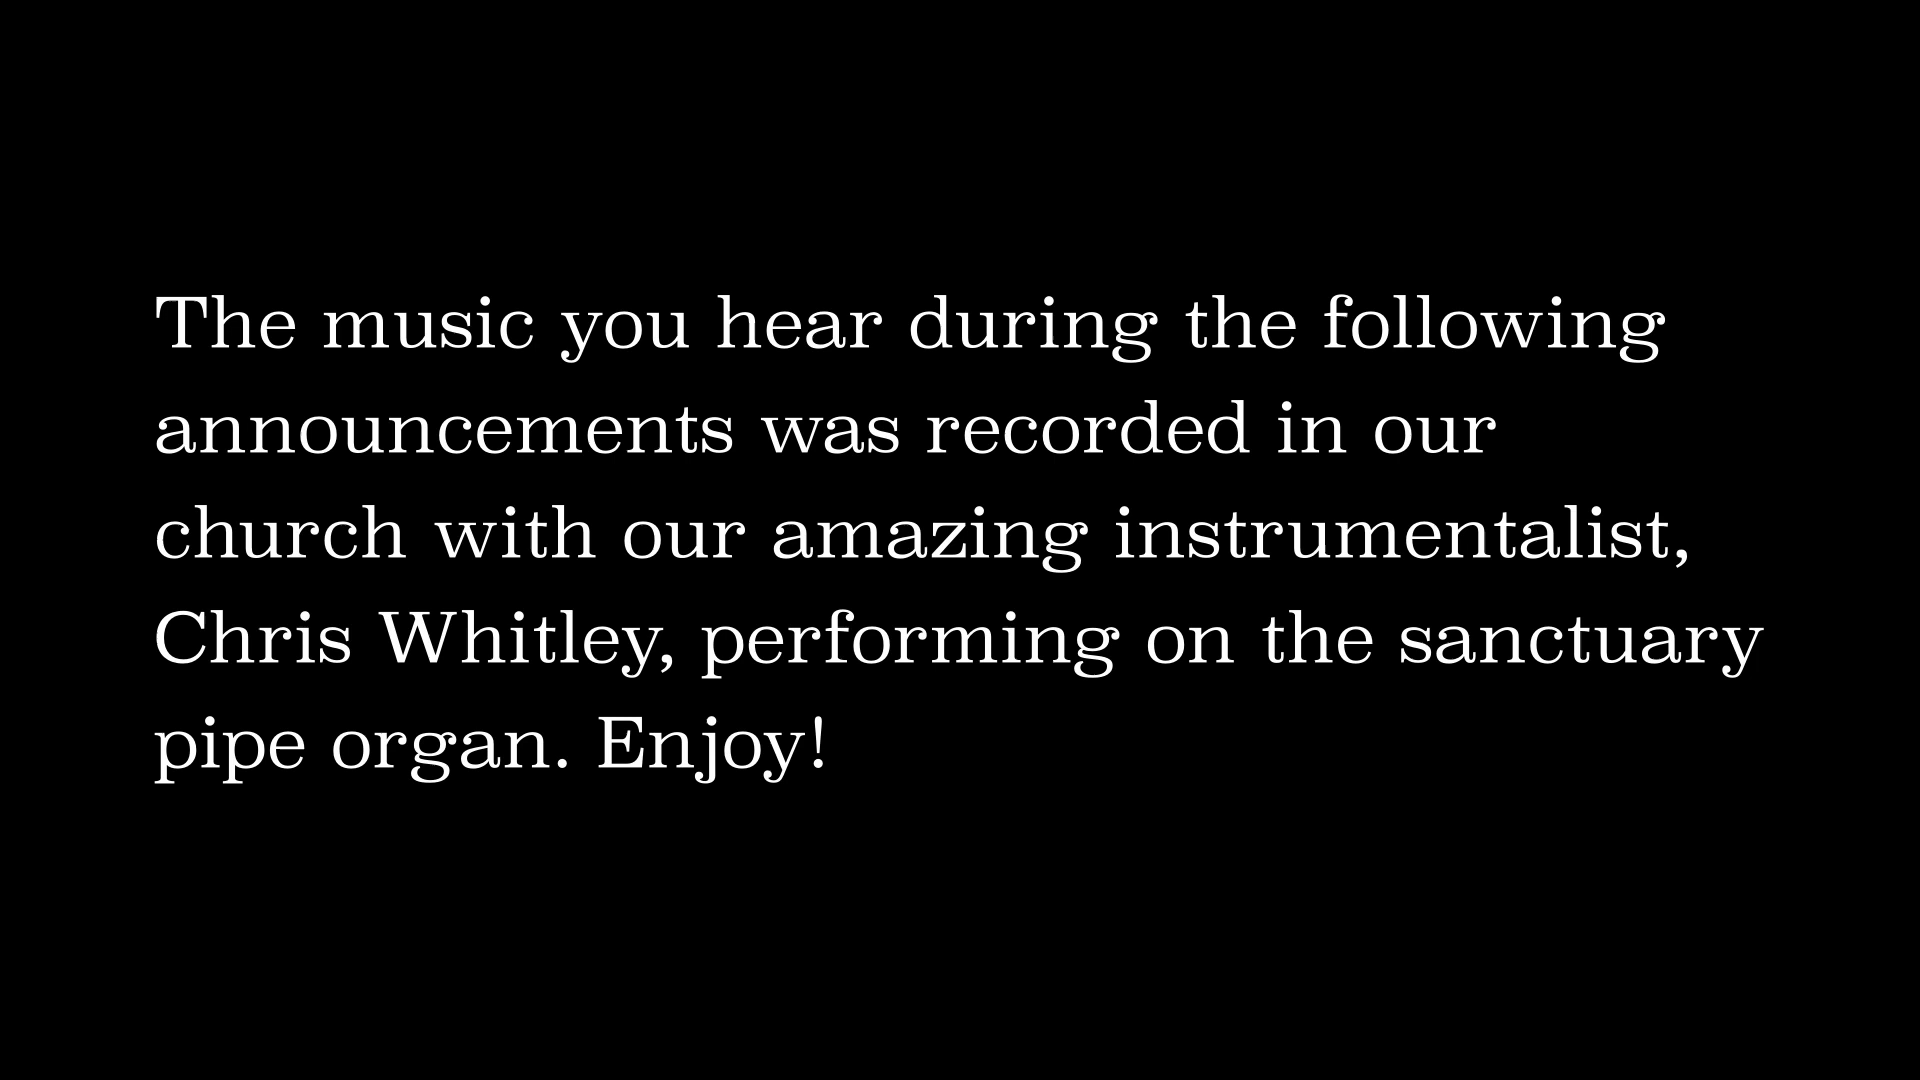 The music you hear during the following
announcements was recorded in our
church with our amazing instrumentalist,
Chris Whitley, performing on the sanctuary
pipe organ. Enjoy!